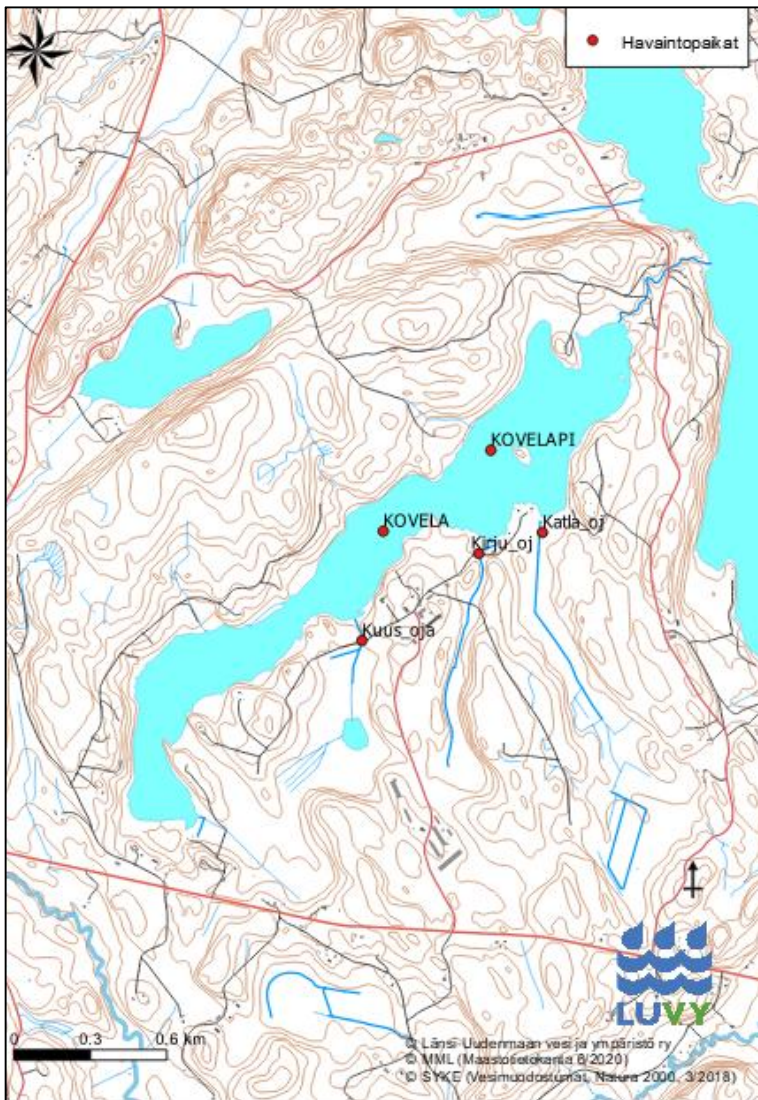 Havaintopaikat
KOVELAPI
KOVELA
Katla_oj
Kirju_oj
Kuus_oja
LUVY
0 0.3 0.6 km
© Länsi-Uudenmaan vesi ja ympäristö ry
© MML (Maastotietokanta 6/2020)
© SYKE (Vesimuodostumat, Natura 2000, 3/2018)